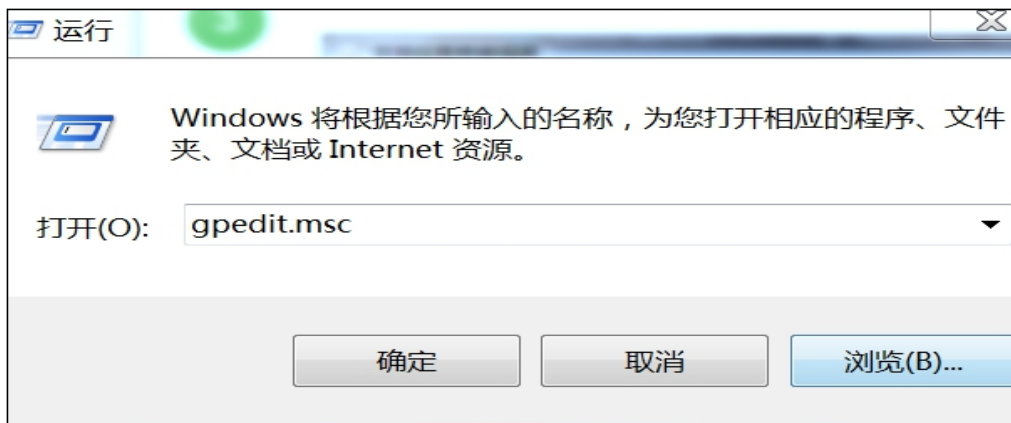 运行
Windows 将根据您所输入的名称，为您打开相应的程序、文件
夹、文档或 Internet 资源。
打开(O):
gpedit.msc
确定
取消
浏览(B)...